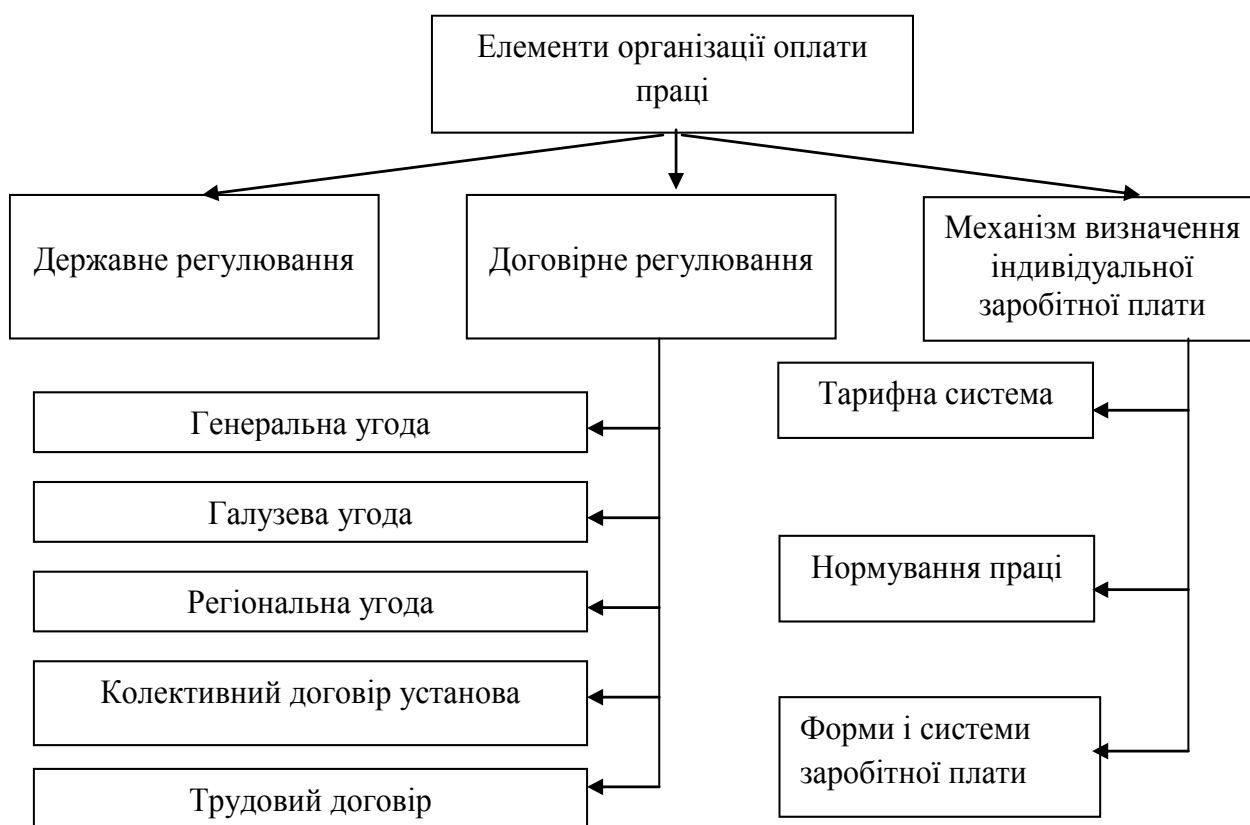 Елементи організації оплати
праці
Державне регулювання
Договірне регулювання
Механізм визначення
індивідуальної
заробітної плати
Генеральна угода
Галузева угода
Регіональна угода
Колективний договір установа
Трудовий договір
Тарифна система
Нормування праці
Форми і системи
заробітної плати